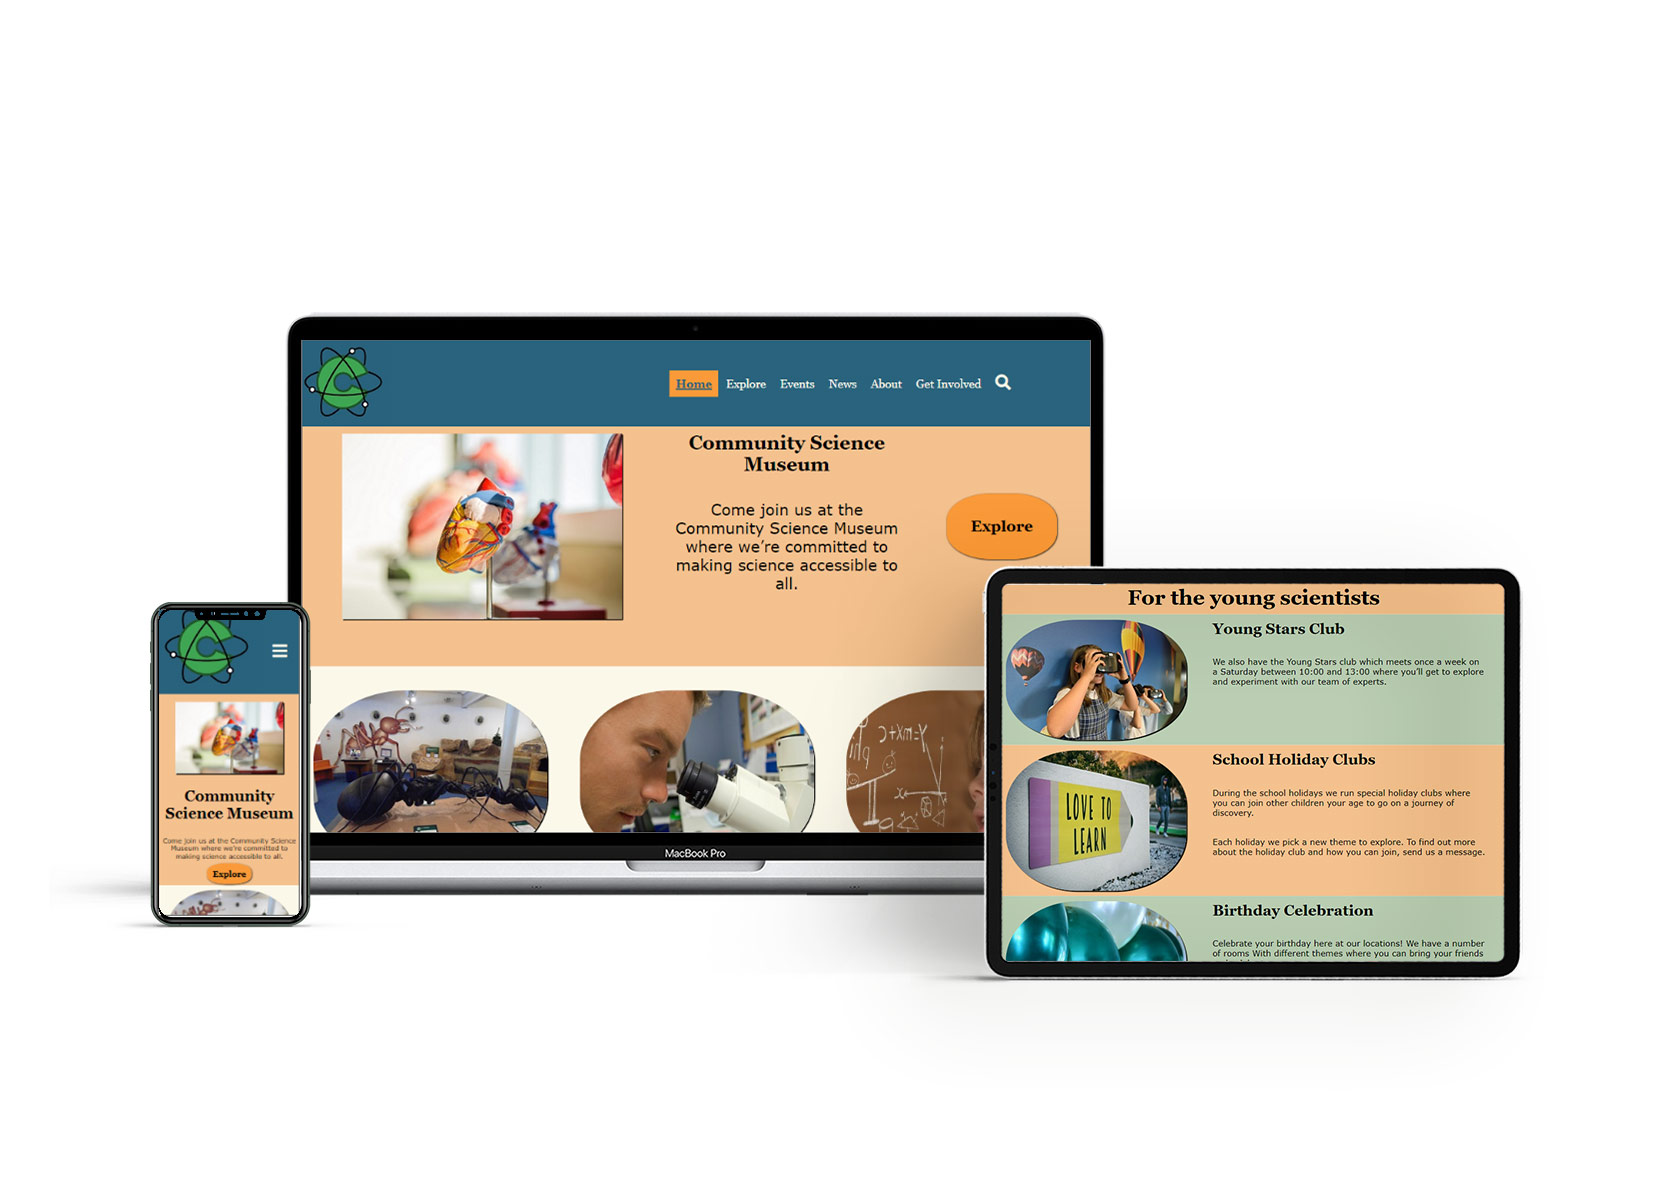 C
Home Explore Events News About Get Involved
Community Science
Museum
Come join us at the
Community Science Museum
where we’re committed to
making science accessible to
all.
Explore
MacBook Pro
C
Community
Science Museum
Come join us at the Community Science
Museum where we're committed to
making science accessible to all.
Explore
For the young scientists
Young Stars Club
We also have the Young Stars club which meets once a week on
a Saturday between 10:00 and 13:00 where you’ll get to explore
and experiment with our team of experts.
LOVE TO
LEARN
School Holiday Clubs
During the school holidays we run special holiday clubs where
you can join other children your age to go on a journey of
discovery.
Each holiday we pick a new theme to explore. To find out more
about the holiday club and how you can join, send us a message.
Birthday Celebration
Celebrate your birthday here at our locations! We have a number
of rooms With different themes where you can bring your friends